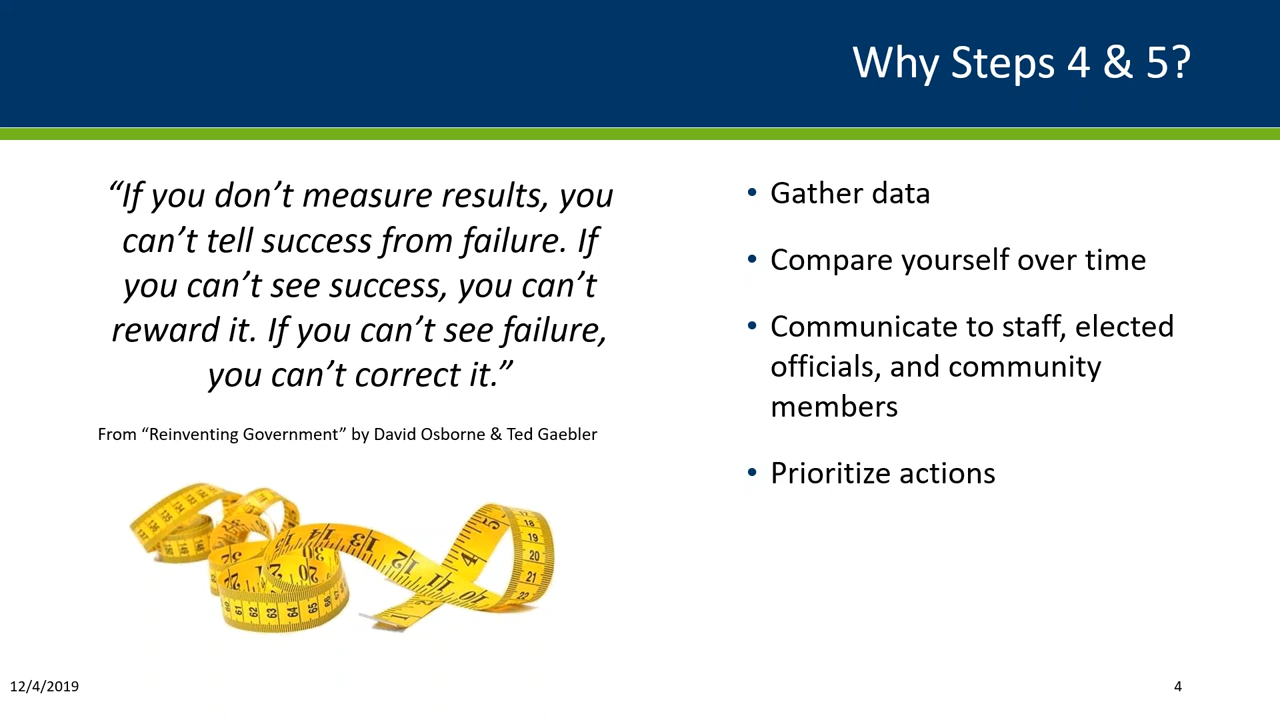 Why Steps 4 & 5?
“If you don’t measure results, you
can’t tell success from failure. If
you can’t see success, you can’t
reward it. If you can’t see failure,
you can’t correct it.”
From “Reinventing Government” by David Osborne & Ted Gaebler
• Gather data
• Compare yourself over time
• Communicate to staff, elected
officials, and community
members
• Prioritize actions
12/4/2019
4